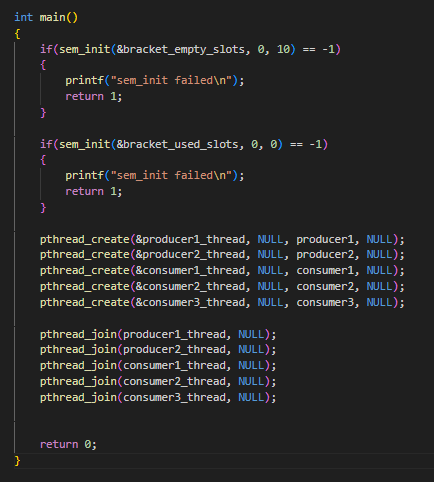 int main()
{
    if(sem_init(&bracket_empty_slots, 0, 10) == -1)
    {
        printf("sem_init failed\n");
        return 1;
    }
    if(sem_init(&bracket_used_slots, 0, 0) == -1)
    {
        printf("sem_init failed\n");
        return 1;
    }
    pthread_create(&producer1_thread, NULL, producer1, NULL);
    pthread_create(&producer2_thread, NULL, producer2, NULL);
    pthread_create(&consumer1_thread, NULL, consumer1, NULL);
    pthread_create(&consumer2_thread, NULL, consumer2, NULL);
    pthread_create(&consumer3_thread, NULL, consumer3, NULL);
    pthread_join(producer1_thread, NULL);
    pthread_join(producer2_thread, NULL);
    pthread_join(consumer1_thread, NULL);
    pthread_join(consumer2_thread, NULL);
    pthread_join(consumer3_thread, NULL);
    return 0;
}